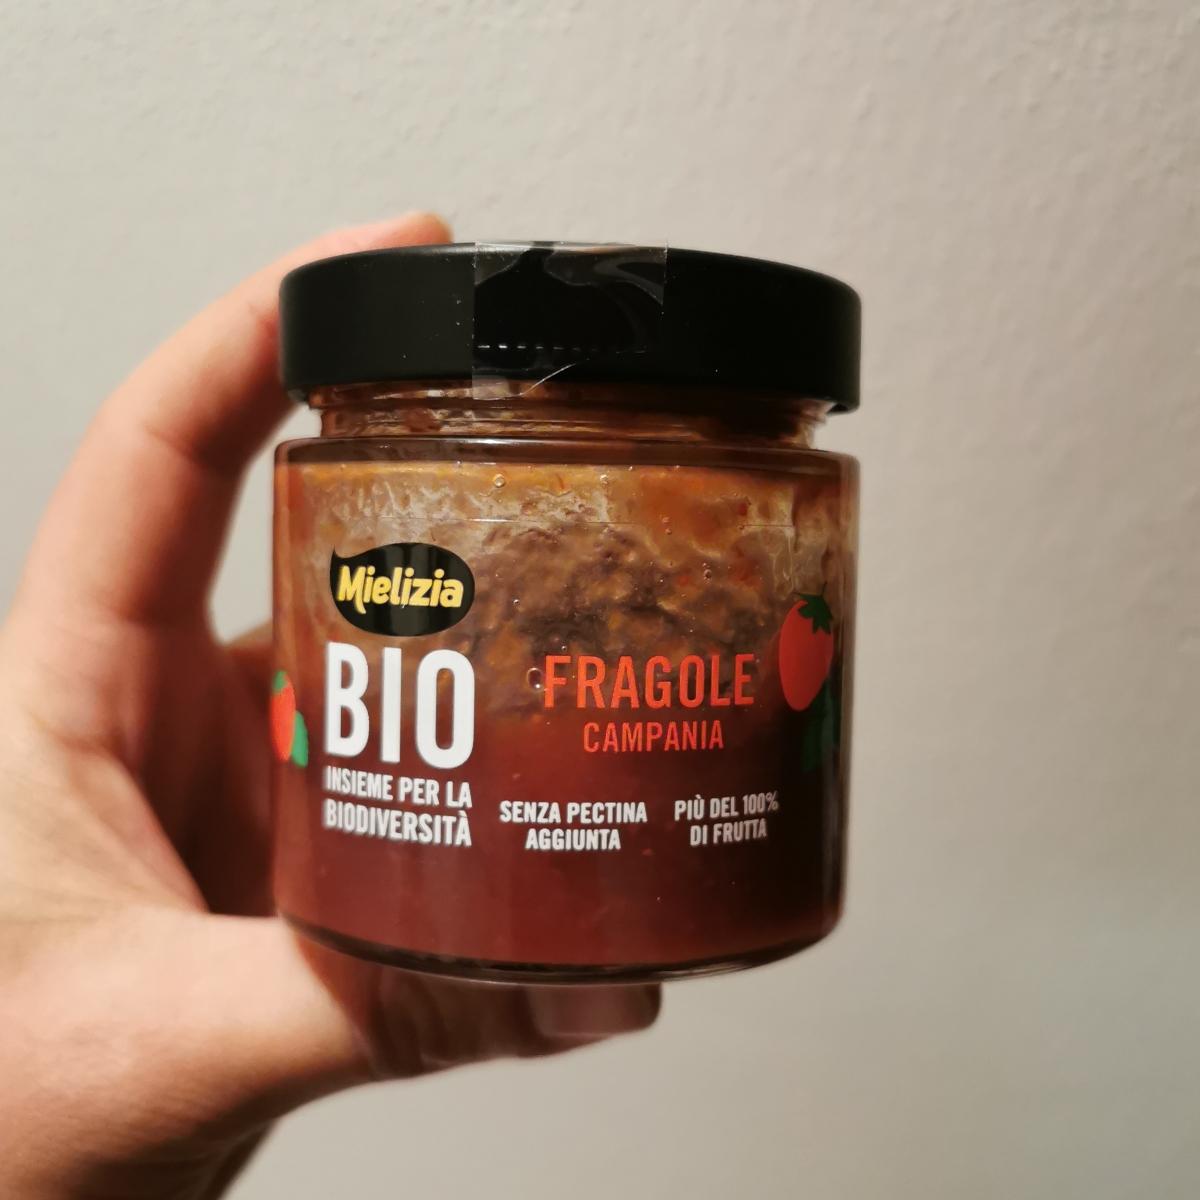 Mielizia
BIO
INSIEME PER LA
BIODIVERSITÀ
FRAGOLE
CAMPANIA
SENZA PECTINA
AGGIUNTA
PIÙ DEL 100%
DI FRUTTA